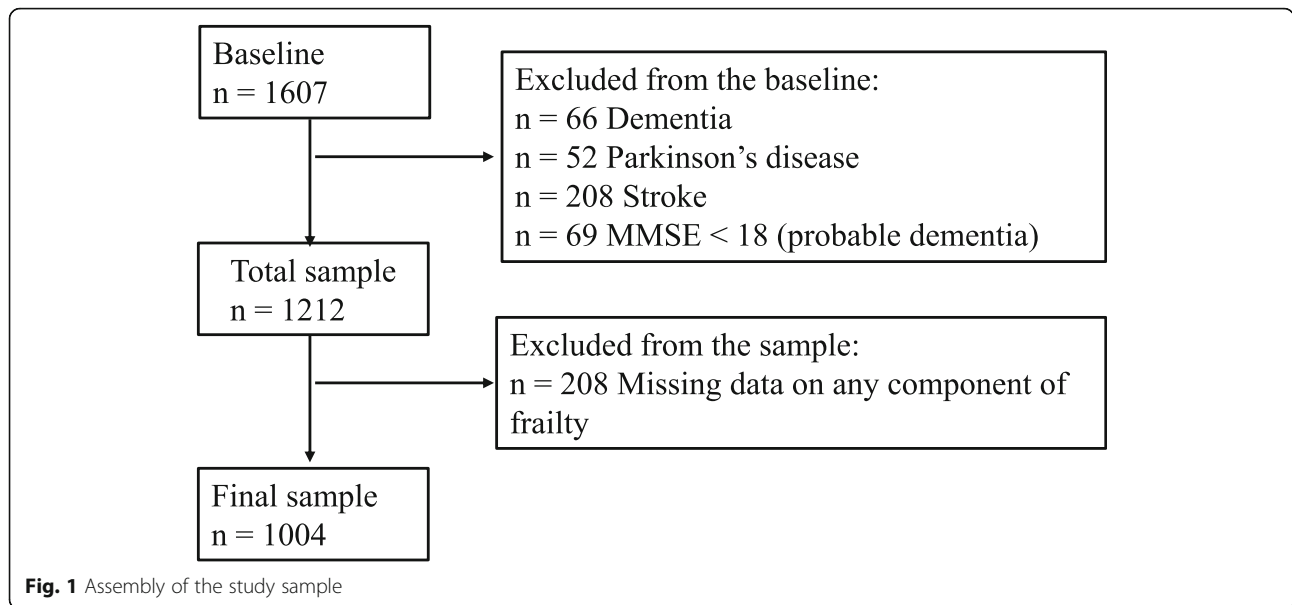 Baseline
n = 1607
Excluded from the baseline:
n = 66 Dementia
n = 52 Parkinson’s disease
n = 208 Stroke
n = 69 MMSE < 18 (probable dementia)
Total sample
n = 1212
Excluded from the sample:
n = 208 Missing data on any component of
frailty
Final sample
n = 1004
Fig. 1 Assembly of the study sample